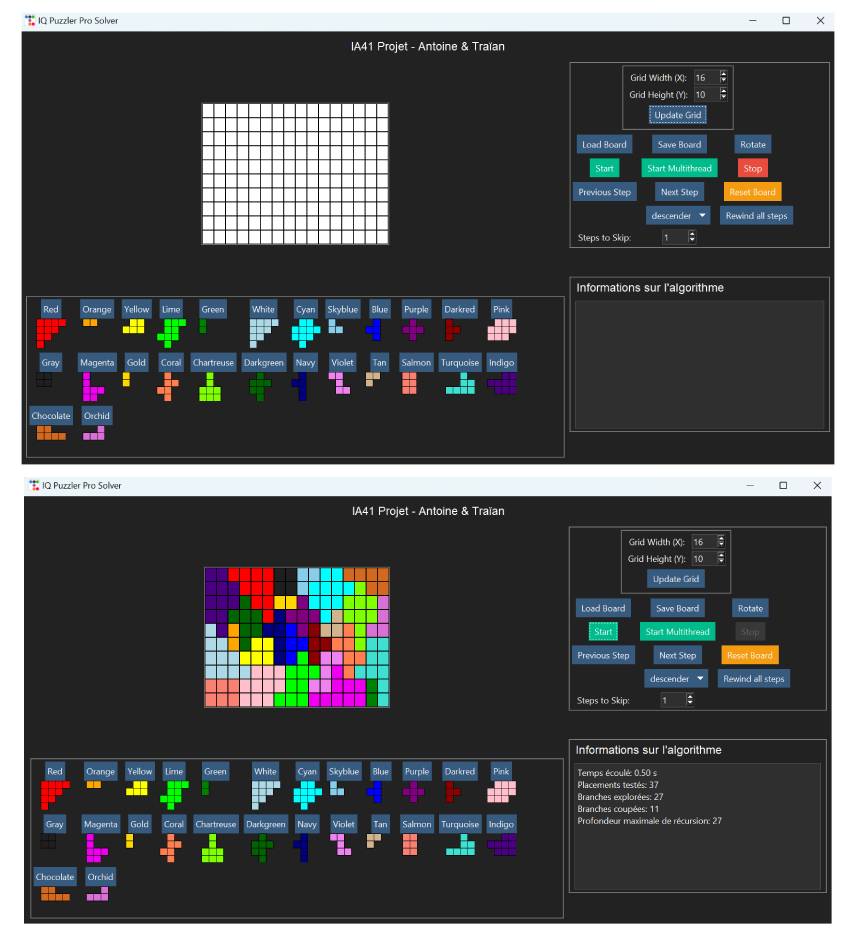 IQ Puzzler Pro Solver
IA41 Projet - Antoine & Traïan
Grid Width (X): 16
Grid Height (Y): 10
Update Grid
Load Board Save Board Rotate
Start Start Multithread Stop
Previous Step Next Step Reset Board
descender Rewind all steps
Steps to Skip: 1
Informations sur l'algorithme
Red Orange Yellow Lime Green White Cyan Skyblue Blue Purple Darkred Pink
Gray Magenta Gold Coral Chartreuse Darkgreen Navy Violet Tan Salmon Turquoise Indigo
Chocolate Orchid
IQ Puzzler Pro Solver
IA41 Projet - Antoine & Traïan
Grid Width (X): 16
Grid Height (Y): 10
Update Grid
Load Board Save Board Rotate
Start Start Multithread Stop
Previous Step Next Step Reset Board
descender Rewind all steps
Steps to Skip: 1
Informations sur l'algorithme
Temps écoulé: 0.50 s
Placements testés: 37
Branches explorées: 27
Branches coupées: 11
Profondeur maximale de récursion: 27
Red Orange Yellow Lime Green White Cyan Skyblue Blue Purple Darkred Pink
Gray Magenta Gold Coral Chartreuse Darkgreen Navy Violet Tan Salmon Turquoise Indigo
Chocolate Orchid